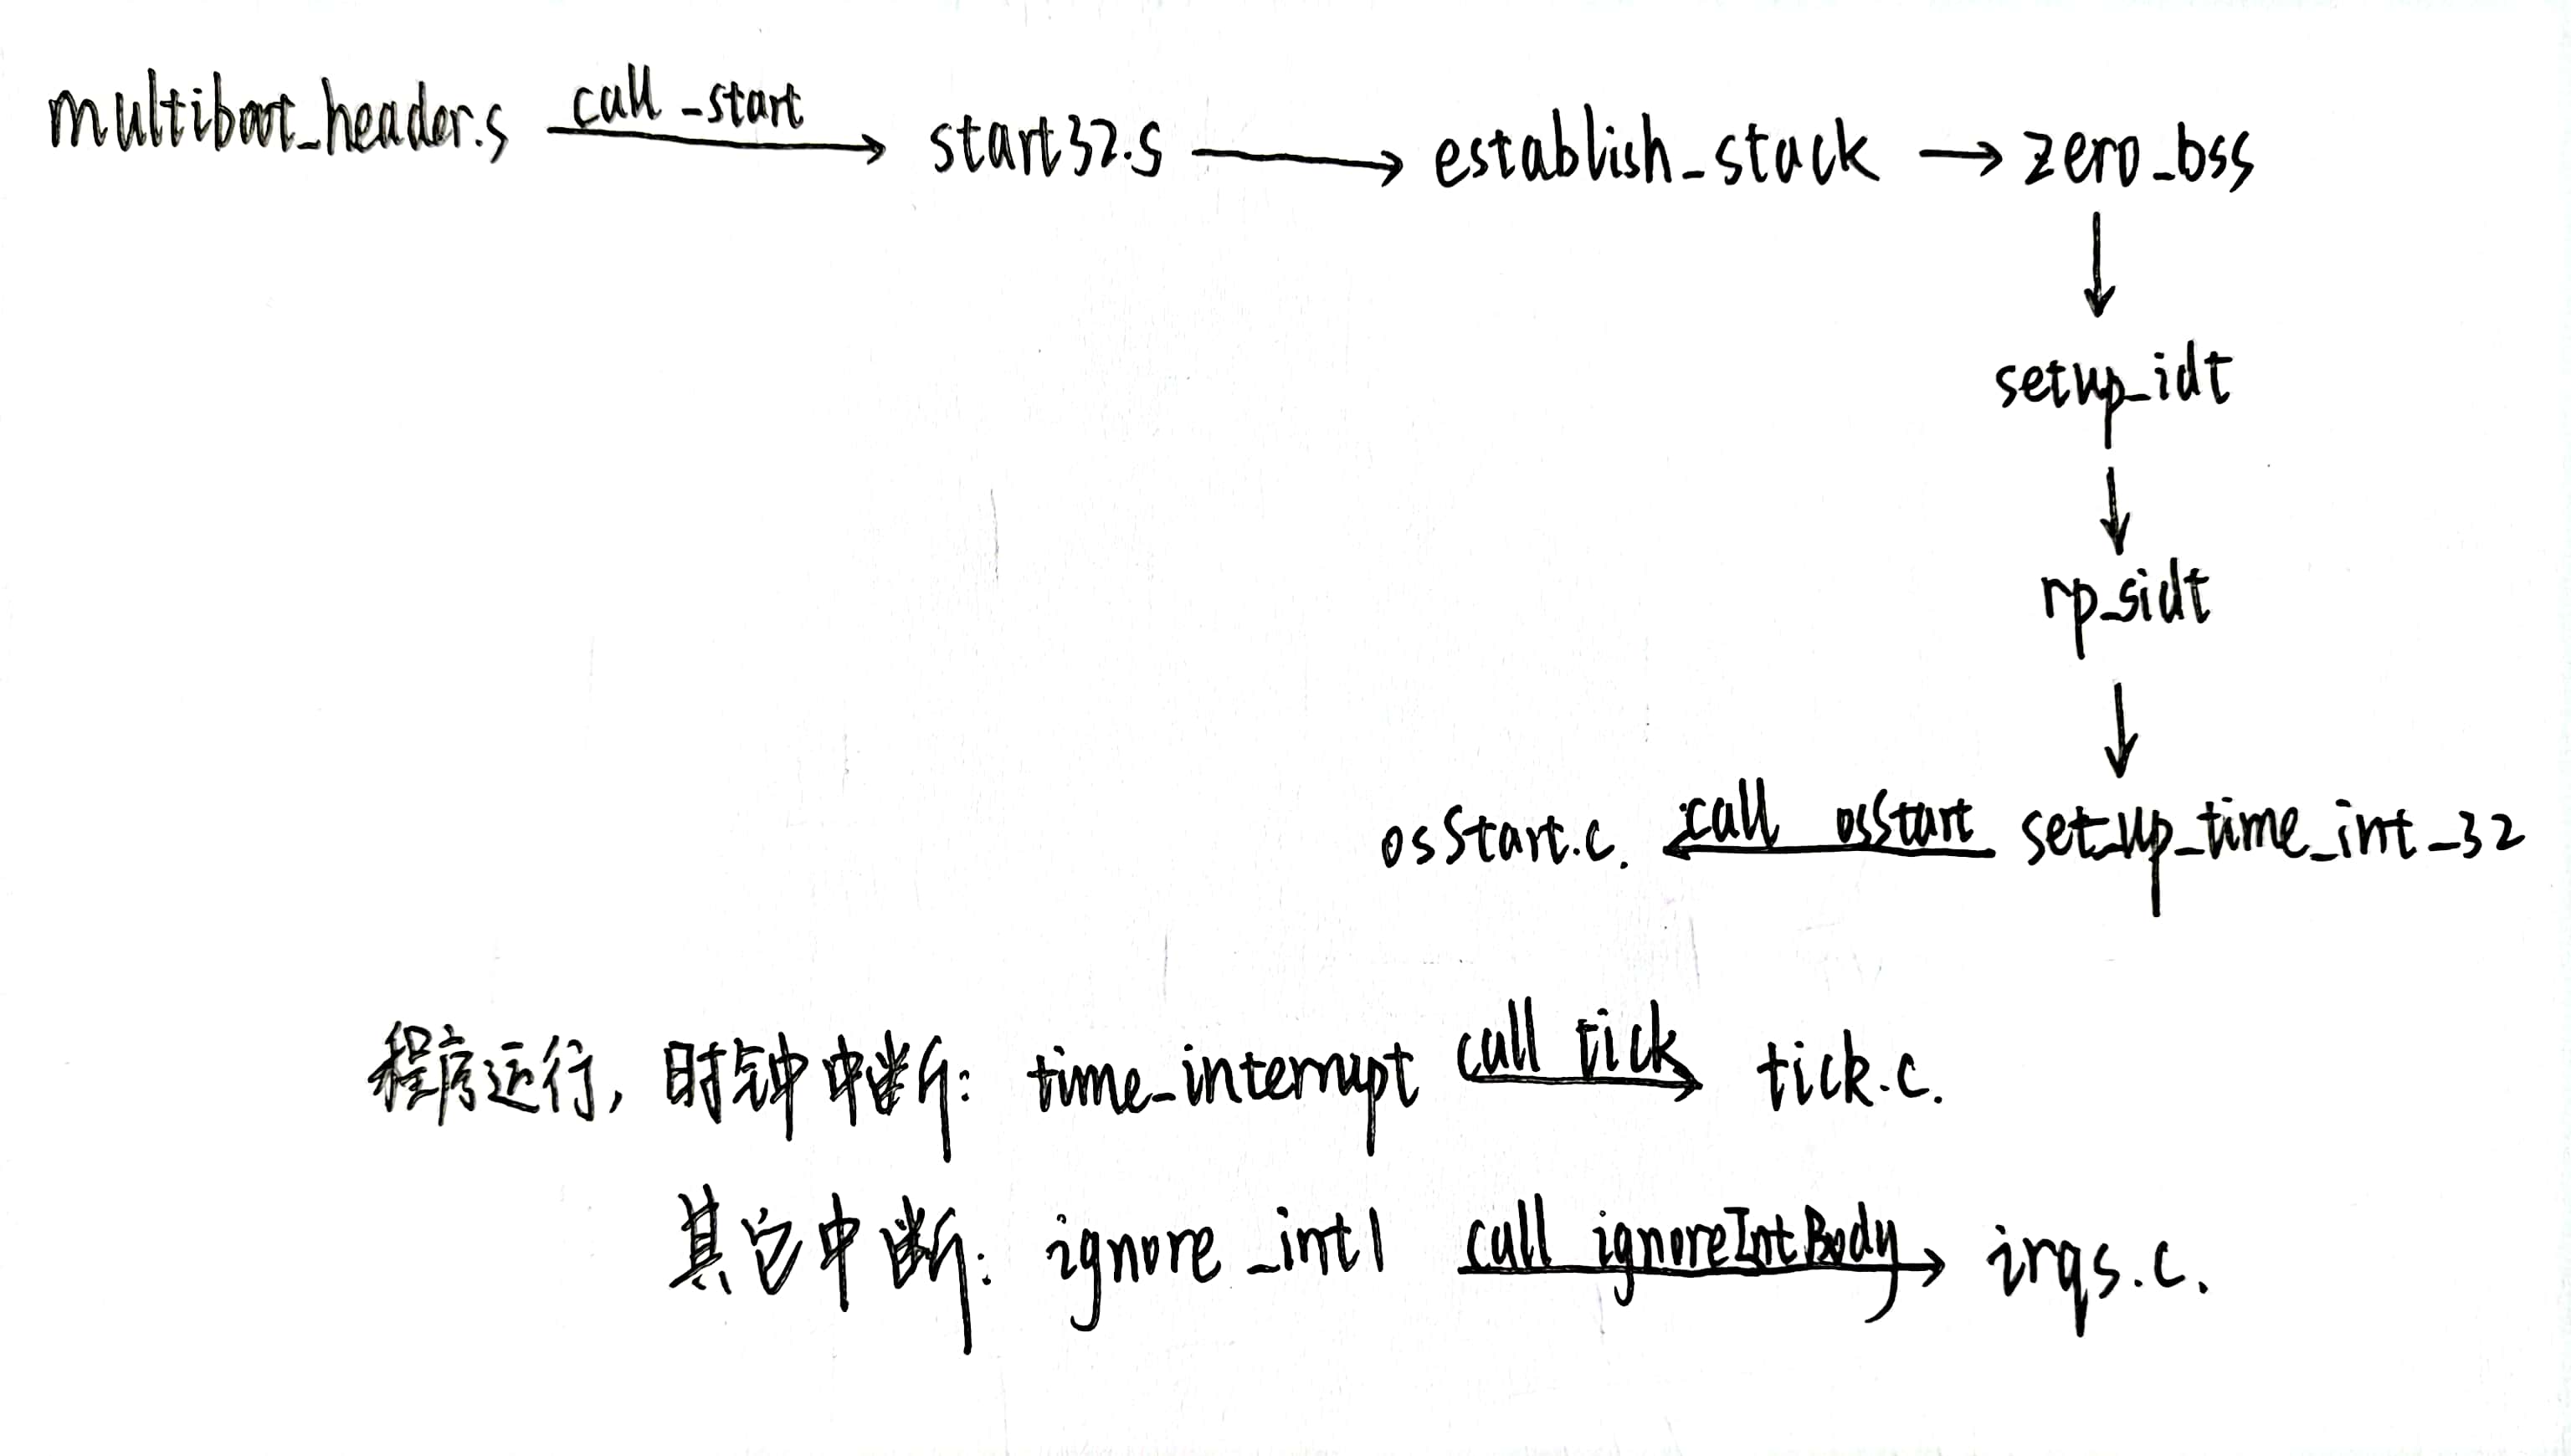 multiboot_header.s call _start start32.s establish_stack zero_bss
setup_idt
rp_sidt
osStart.c. call osStart set_up_time_int_32
程序运行, 时钟中断: time_interrupt call tick tick.c.
其它中断: ignore_int1 call ignoreIntBody irqs.c.